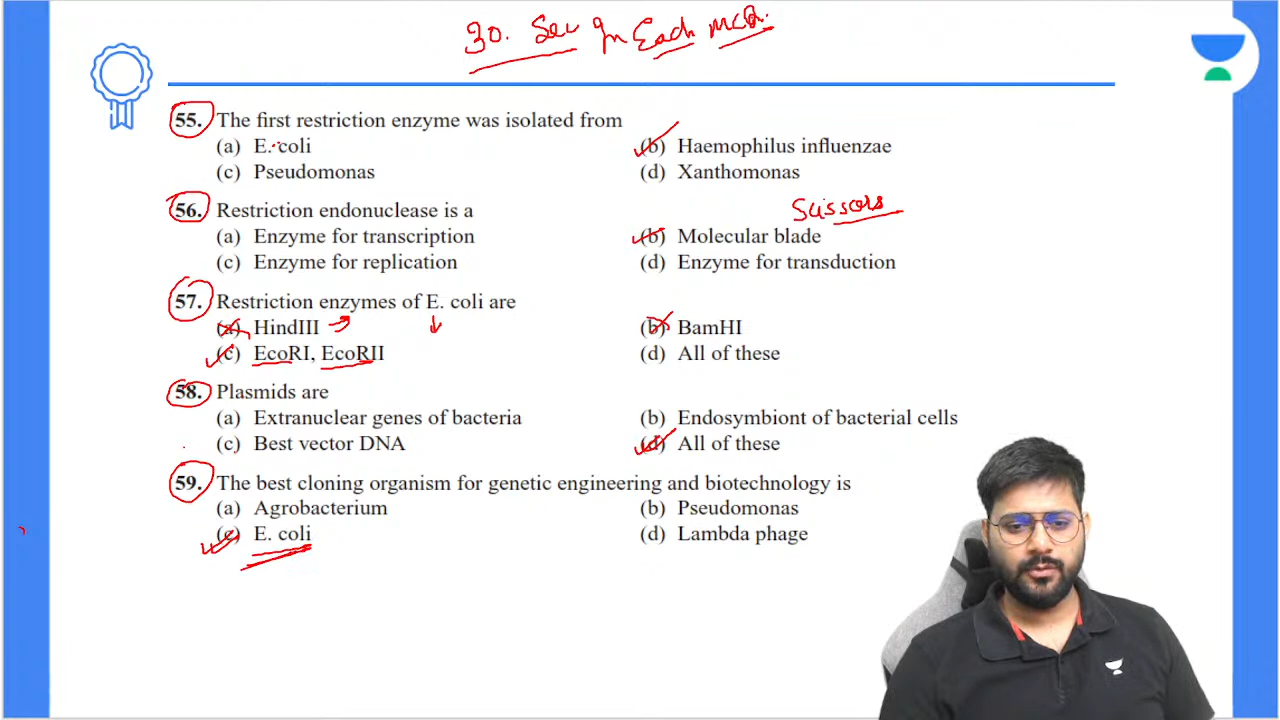 30. Sec In Each MCQ.
55. The first restriction enzyme was isolated from
(a) E. coli (b) Haemophilus influenzae
(c) Pseudomonas (d) Xanthomonas
56. Restriction endonuclease is a
Scissors
(a) Enzyme for transcription (b) Molecular blade
(c) Enzyme for replication (d) Enzyme for transduction
57. Restriction enzymes of E. coli are
(a) HindIII (b) BamHI
(c) EcoRI, EcoRII (d) All of these
58. Plasmids are
(a) Extranuclear genes of bacteria (b) Endosymbiont of bacterial cells
(c) Best vector DNA (d) All of these
59. The best cloning organism for genetic engineering and biotechnology is
(a) Agrobacterium (b) Pseudomonas
(c) E. coli (d) Lambda phage